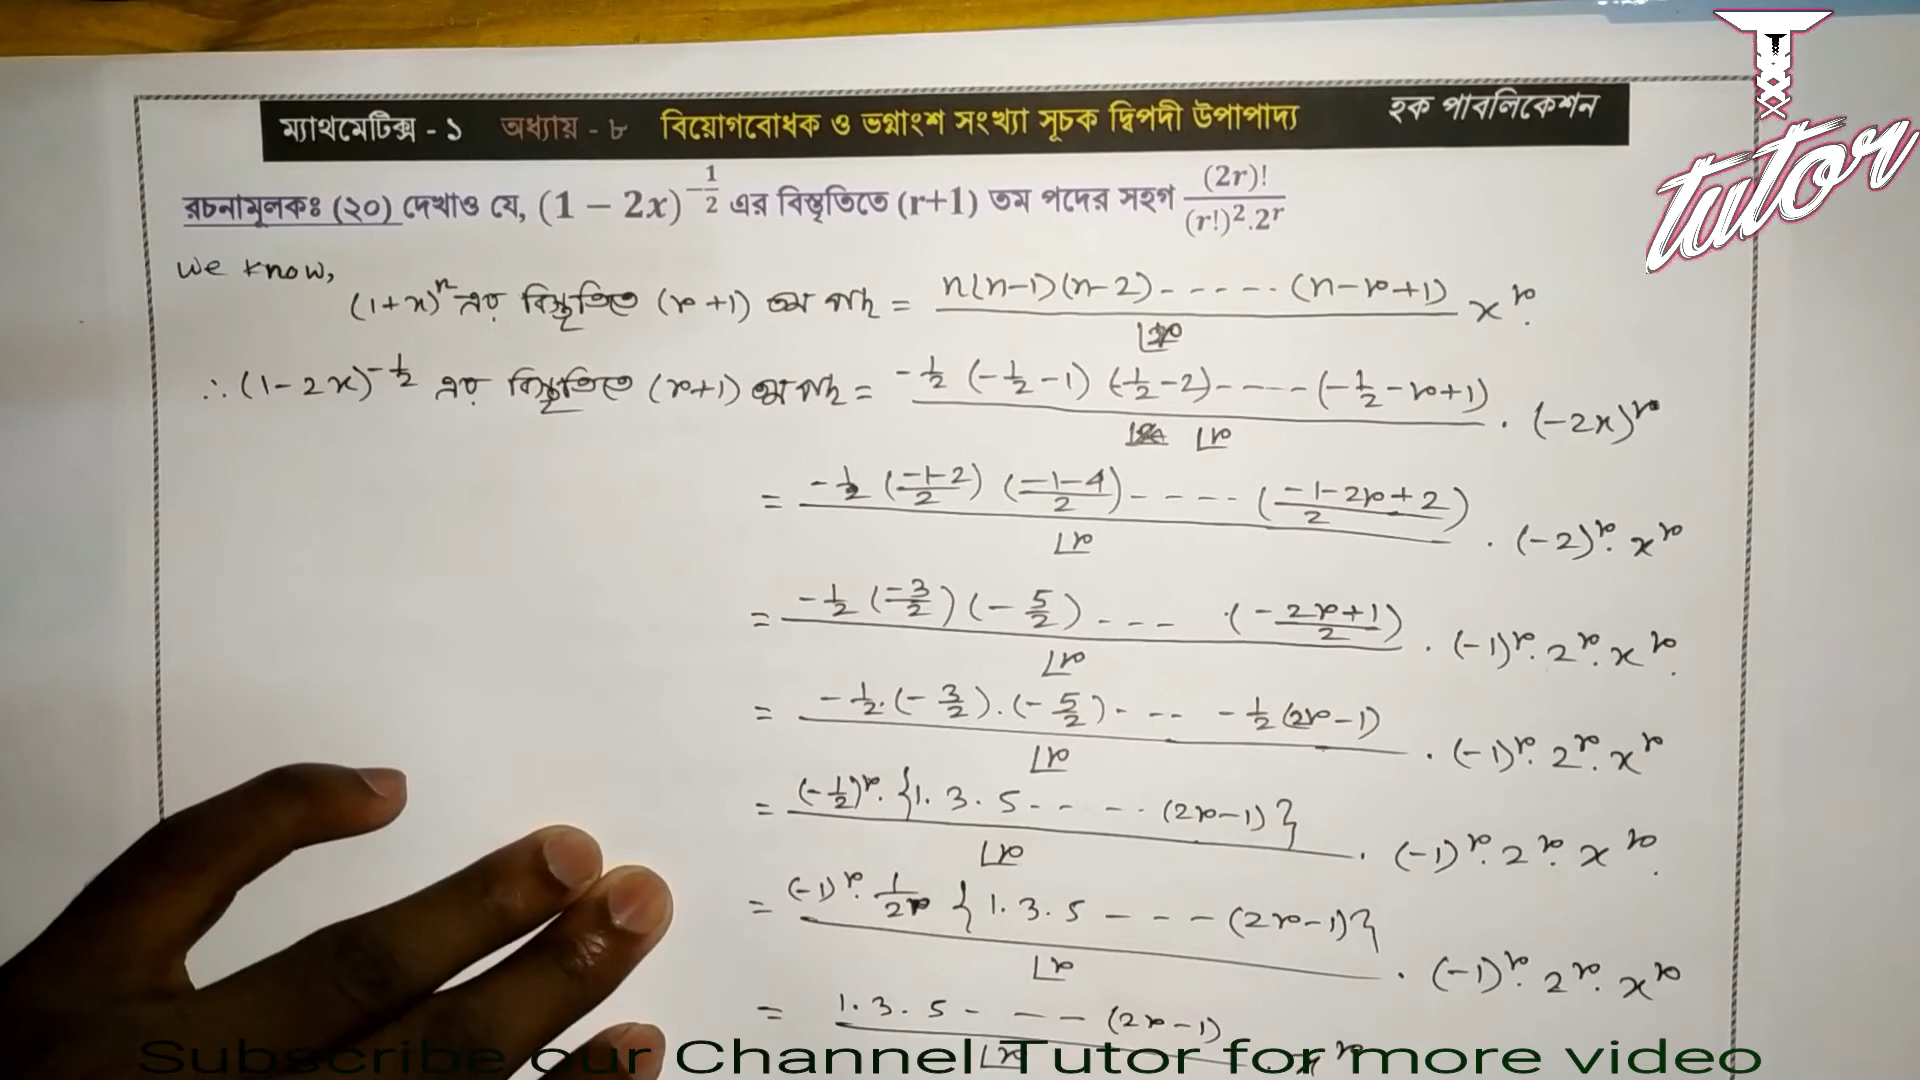 ম্যাথমেটিক্স - ১ অধ্যায় - ৮ বিয়োগবোধক ও ভগ্নাংশ সংখ্যা সূচক দ্বিপদী উপাপাদ্য হক পাবলিকেশন
T tutor
রচনামূলকঃ (২০) দেখাও যে, (1 − 2x)^{-1/2} এর বিস্তৃতিতে (r+1) তম পদের সহগ (2r)!/((r!)².2^r)
We know,
(1+x)^n এর বিস্তৃতিতে (r+1) তম পদ = n(n-1)(n-2)- - - - - (n-r+1)/⌊r x^r.
∴ (1-2x)^{-1/2} এর বিস্তৃতিতে (r+1) তম পদ = -1/2 (-1/2-1) (-1/2-2)- - - - (-1/2-r+1)/⌊r . (-2x)^r
= -1/2 (-1-2/2) (-1-4/2)- - - - (-1-2r+2/2)/⌊r . (-2)^r. x^r
= -1/2 (-3/2) (-5/2)- - - (-2r+1/2)/⌊r . (-1)^r. 2^r. x^r.
= -1/2.(-3/2).(-5/2)- - - -1/2(2r-1)/⌊r . (-1)^r. 2^r. x^r
= (-1/2)^r. {1. 3. 5- - - - (2r-1)}/⌊r . (-1)^r. 2^r. x^r.
= (-1)^r. 1/2^r {1. 3. 5 - - - (2r-1)}/⌊r . (-1)^r. 2^r. x^r
= 1. 3. 5- - - (2r-1)/⌊r . x^r
Subscribe our Channel Tutor for more video